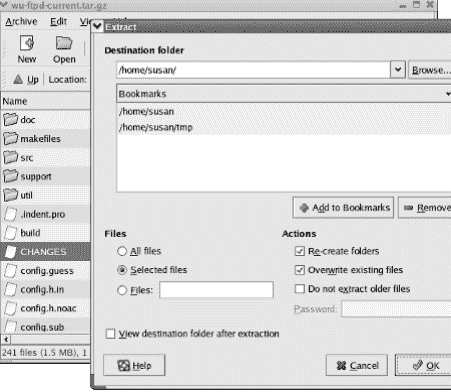 wu-ftpd-current.tar.gz
Archive Edit
New Open
Up Location:
Name
doc
makefiles
src
support
util
.indent.pro
build
CHANGES
config.guess
config.h.in
config.h.noac
config.sub
241 files (1.5 MB), 1
Extract
Destination folder
/home/susan/
Browse...
Bookmarks
/home/susan
/home/susan/tmp
Add to Bookmarks
Remove
Files
All files
Selected files
Files:
Actions
Re-create folders
Overwrite existing files
Do not extract older files
Password:
View destination folder after extraction
Help
Cancel
OK